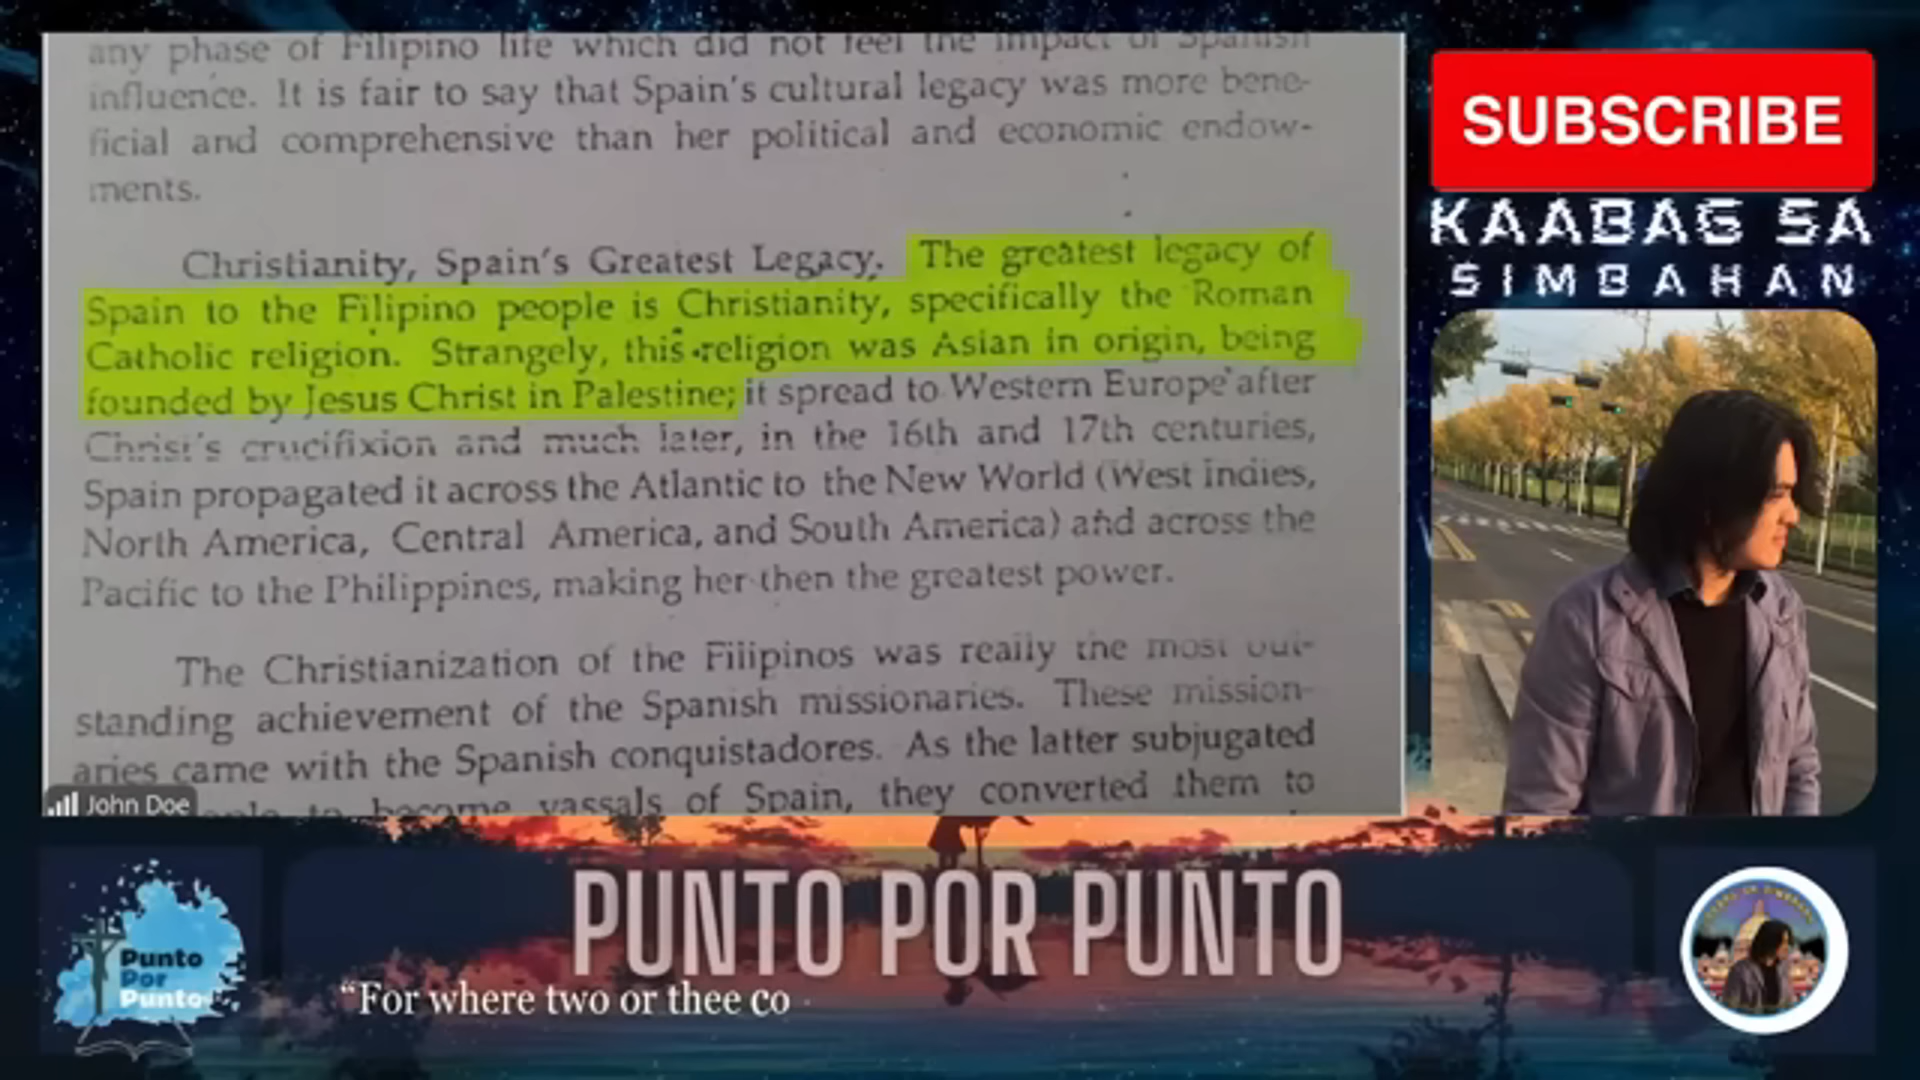 any phase of Filipino life which did not feel the impact of Spanish
influence. It is fair to say that Spain's cultural legacy was more bene-
ficial and comprehensive than her political and economic endow-
ments.
Christianity, Spain's Greatest Legacy. The greatest legacy of
Spain to the Filipino people is Christianity, specifically the Roman
Catholic religion. Strangely, this religion was Asian in origin, being
founded by Jesus Christ in Palestine; it spread to Western Europe after
Christ's crucifixion and much later, in the 16th and 17th centuries,
Spain propagated it across the Atlantic to the New World (West Indies,
North America, Central America, and South America) and across the
Pacific to the Philippines, making her then the greatest power.
The Christianization of the Filipinos was really the most out-
standing achievement of the Spanish missionaries. These mission-
aries came with the Spanish conquistadores. As the latter subjugated
to become vassals of Spain, they converted them to
John Doe
SUBSCRIBE
KAABAG SA
SIMBAHAN
PUNTO POR PUNTO
“For where two or thee co
Punto
Por
Punto